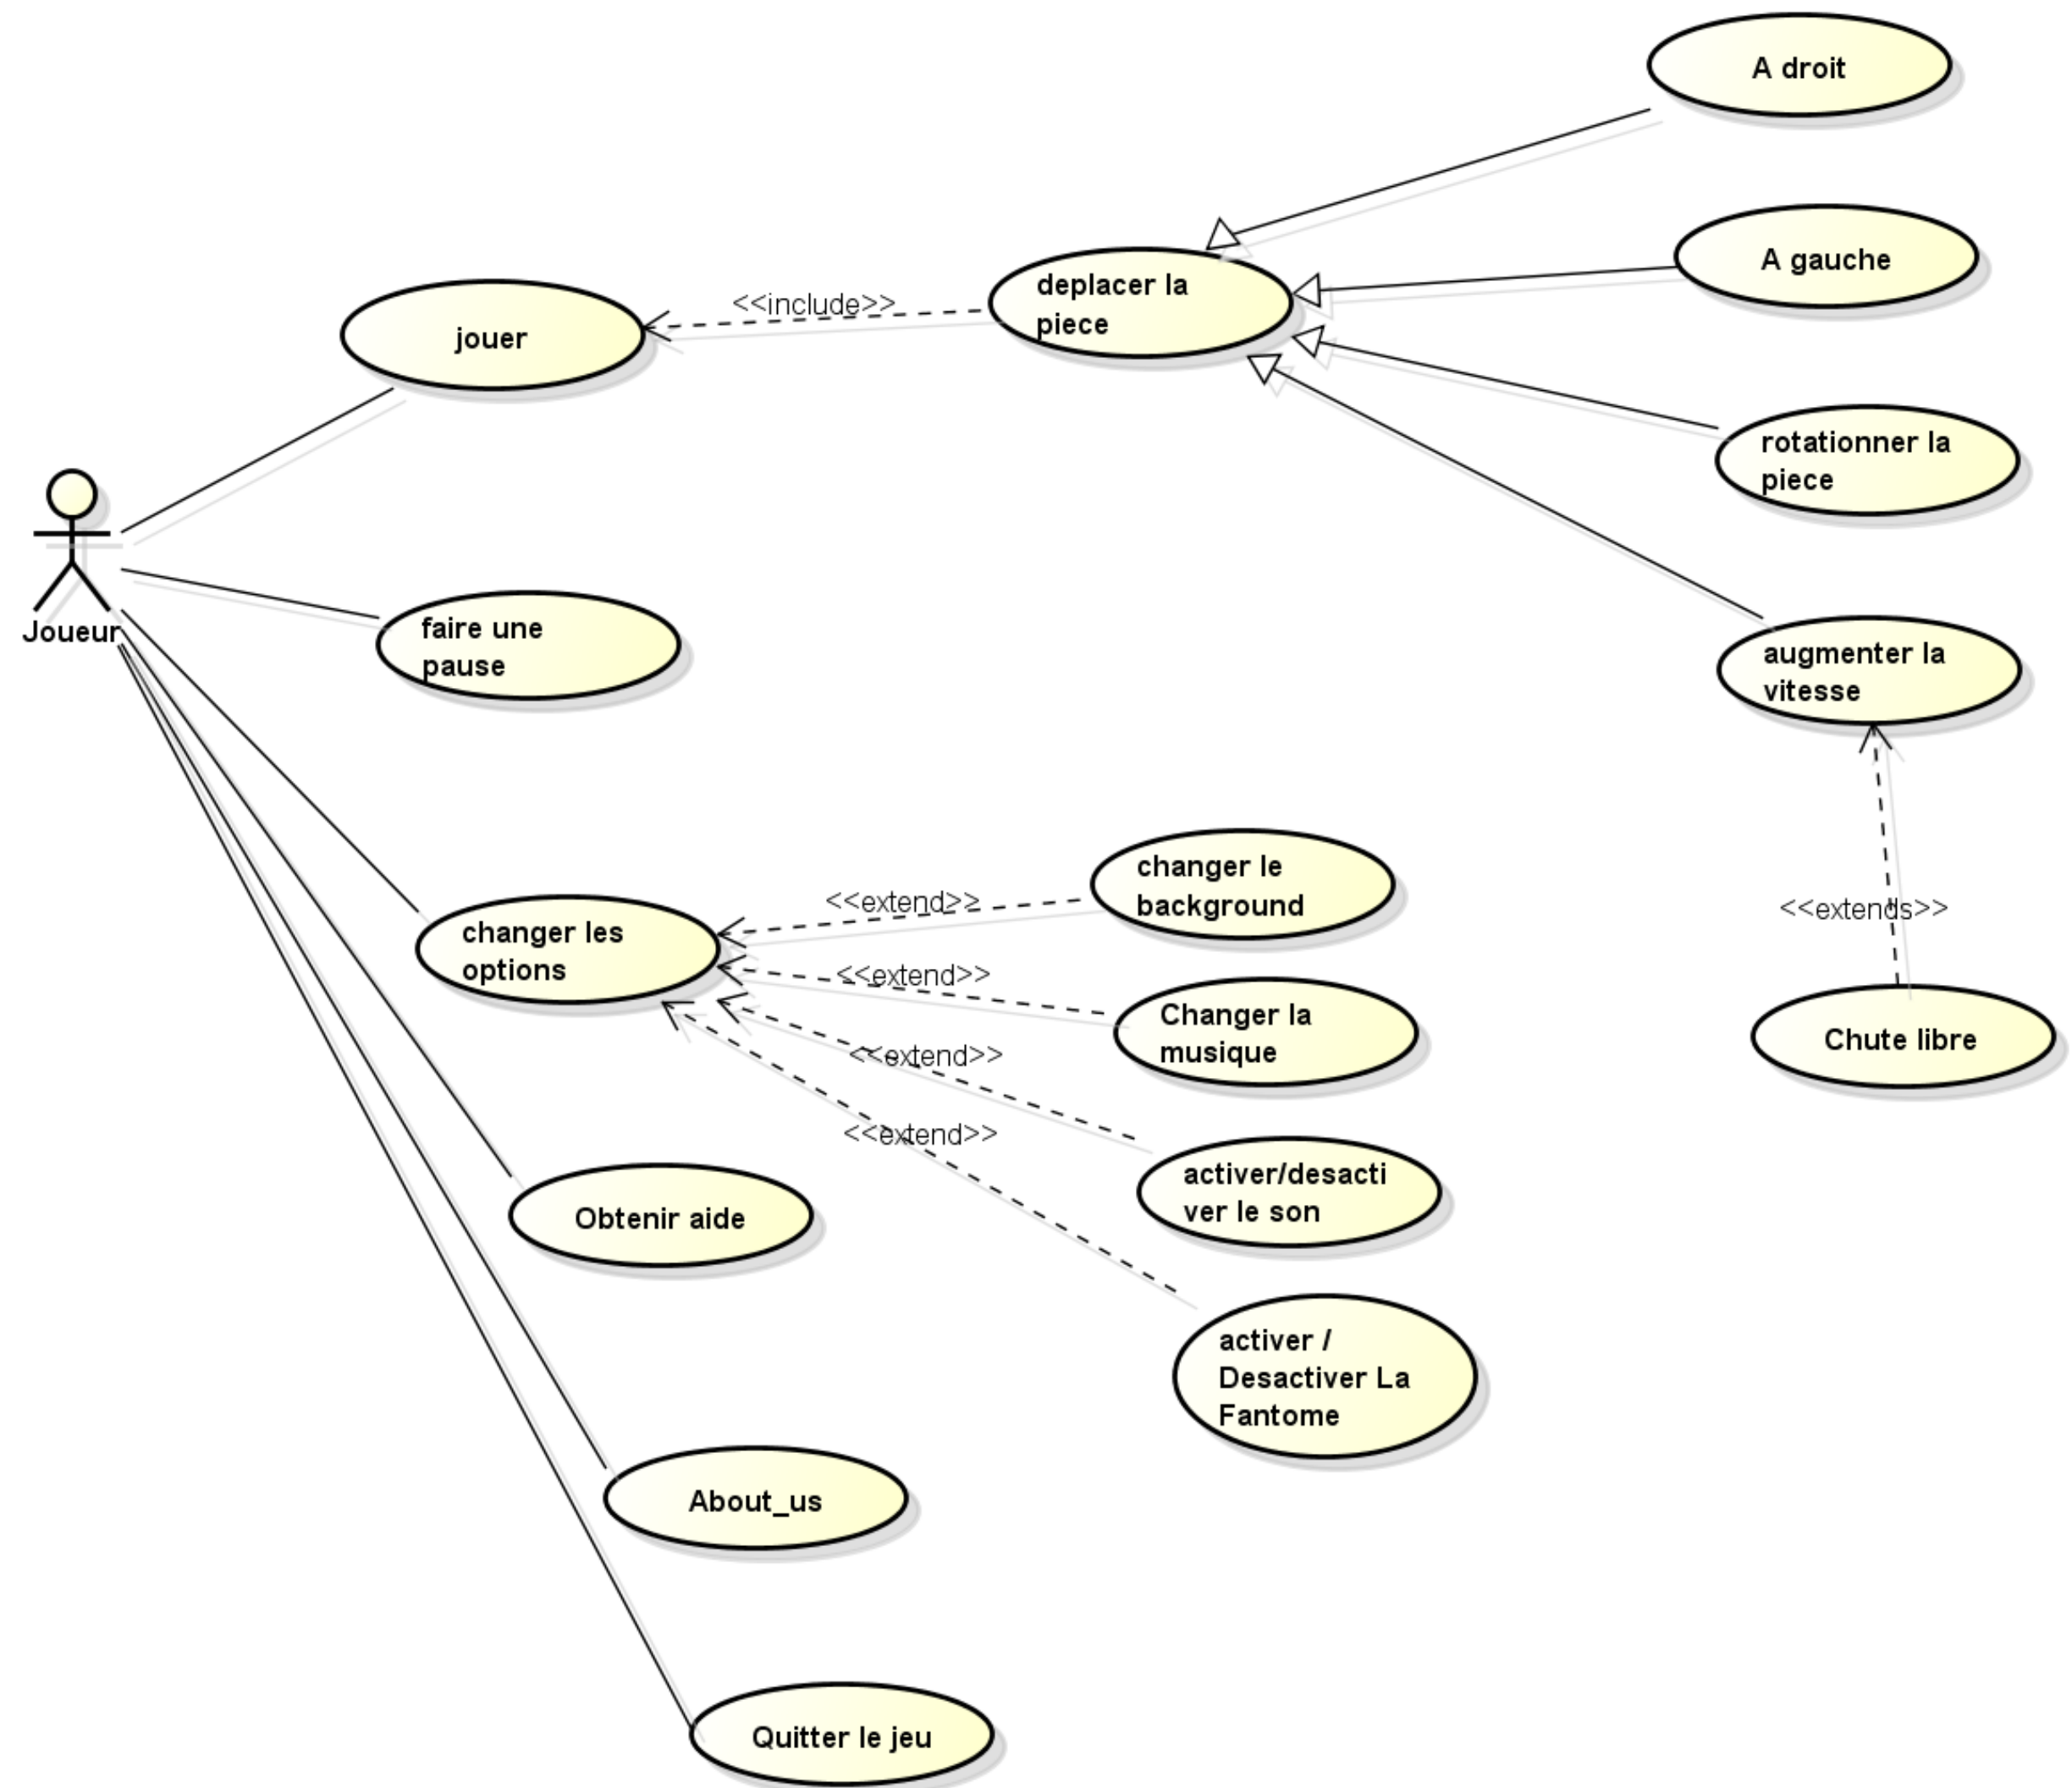 A droit
A gauche
deplacer la
piece
<<include>>
jouer
rotationner la
piece
Joueur
faire une
pause
augmenter la
vitesse
changer le
background
<<extend>>
<<extends>>
changer les
options
<<extend>>
Changer la
musique
Chute libre
<<extend>>
<<extend>>
activer/desacti
ver le son
Obtenir aide
activer /
Desactiver La
Fantome
About_us
Quitter le jeu